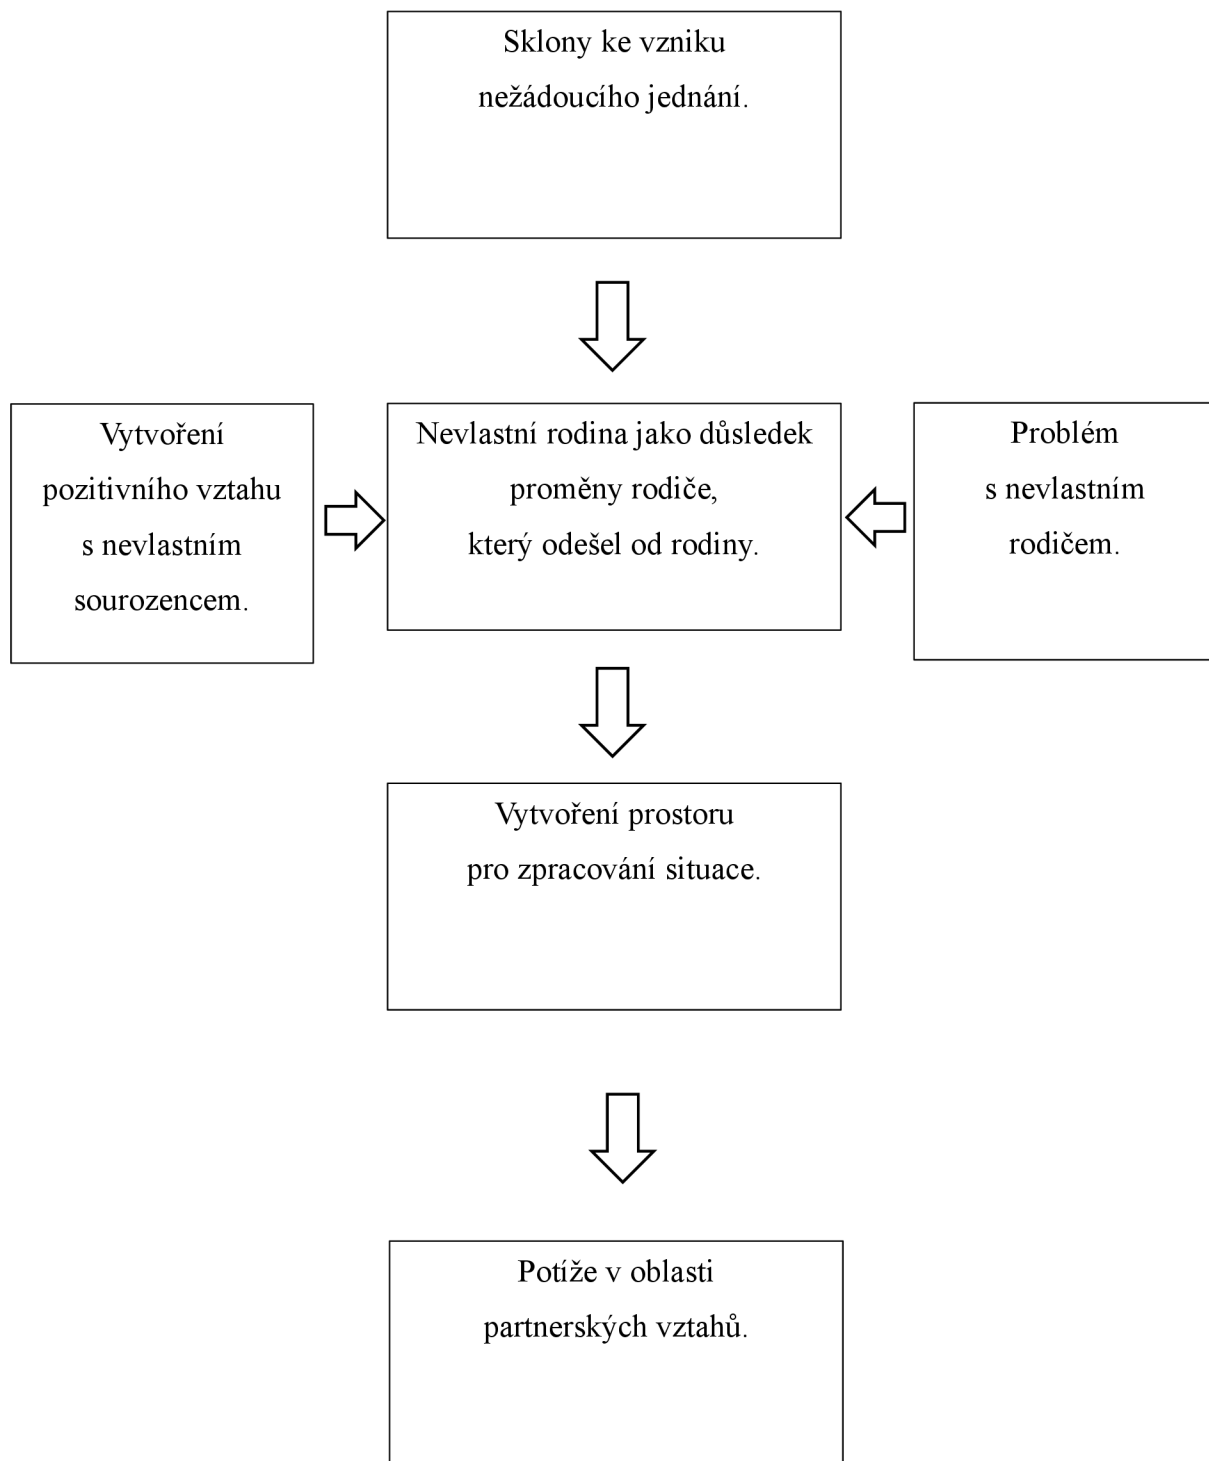 Sklony ke vzniku
nežádoucího jednání.
Vytvoření
pozitivního vztahu
s nevlastním
sourozencem.
Nevlastní rodina jako důsledek
proměny rodiče,
který odešel od rodiny.
Problém
s nevlastním
rodičem.
Vytvoření prostoru
pro zpracování situace.
Potíže v oblasti
partnerských vztahů.